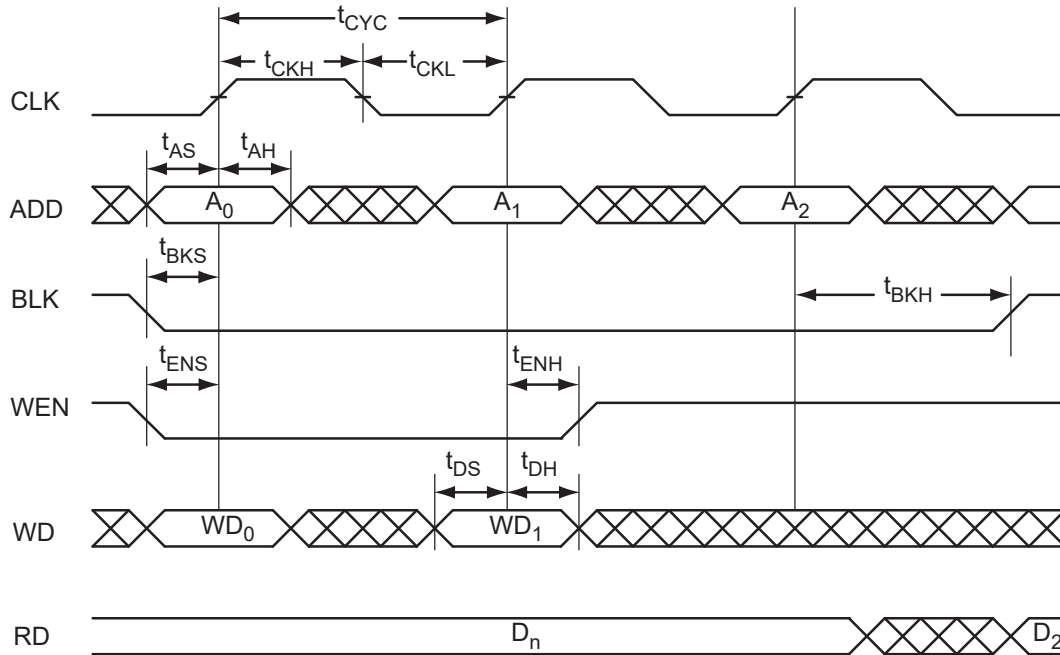 tCYC
tCKH tCKL
CLK
tAS tAH
ADD A0 A1 A2
tBKS
BLK tBKH
tENS tENH
WEN
tDS tDH
WD WD0 WD1
RD Dn D2